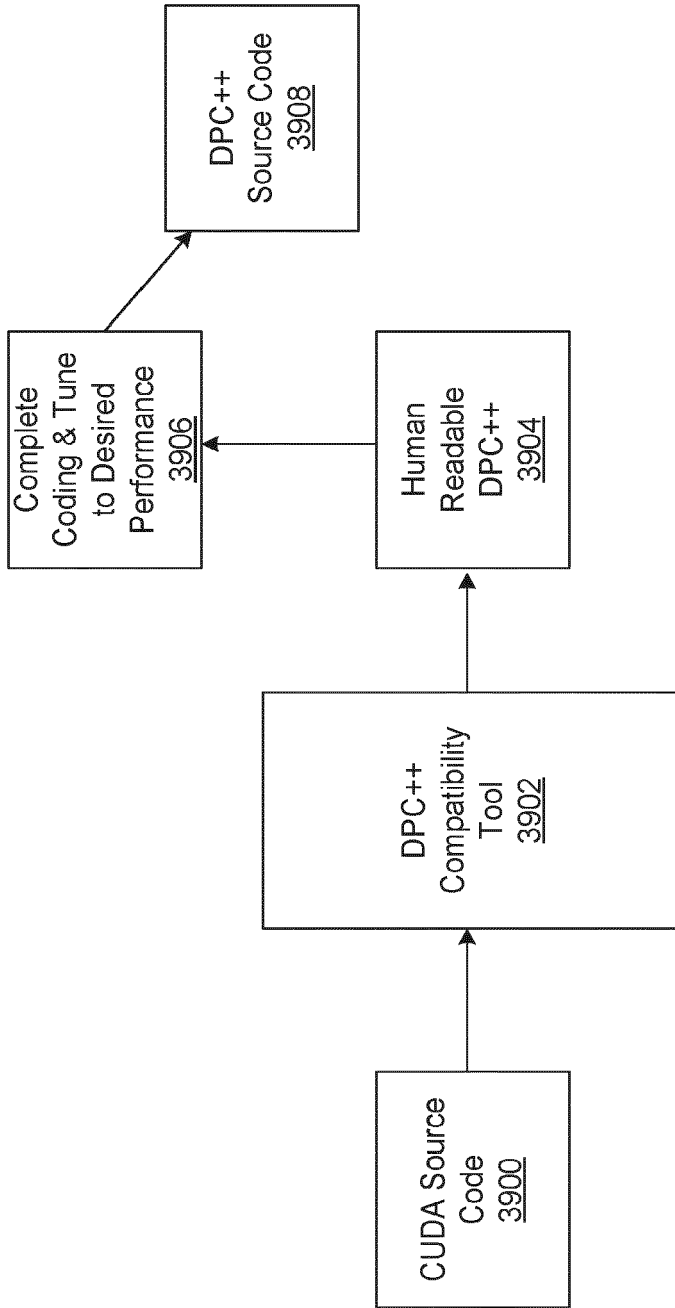 CUDA Source
Code
3900
DPC++
Compatibility
Tool
3902
Human
Readable
DPC++
3904
Complete
Coding & Tune
to Desired
Performance
3906
DPC++
Source Code
3908